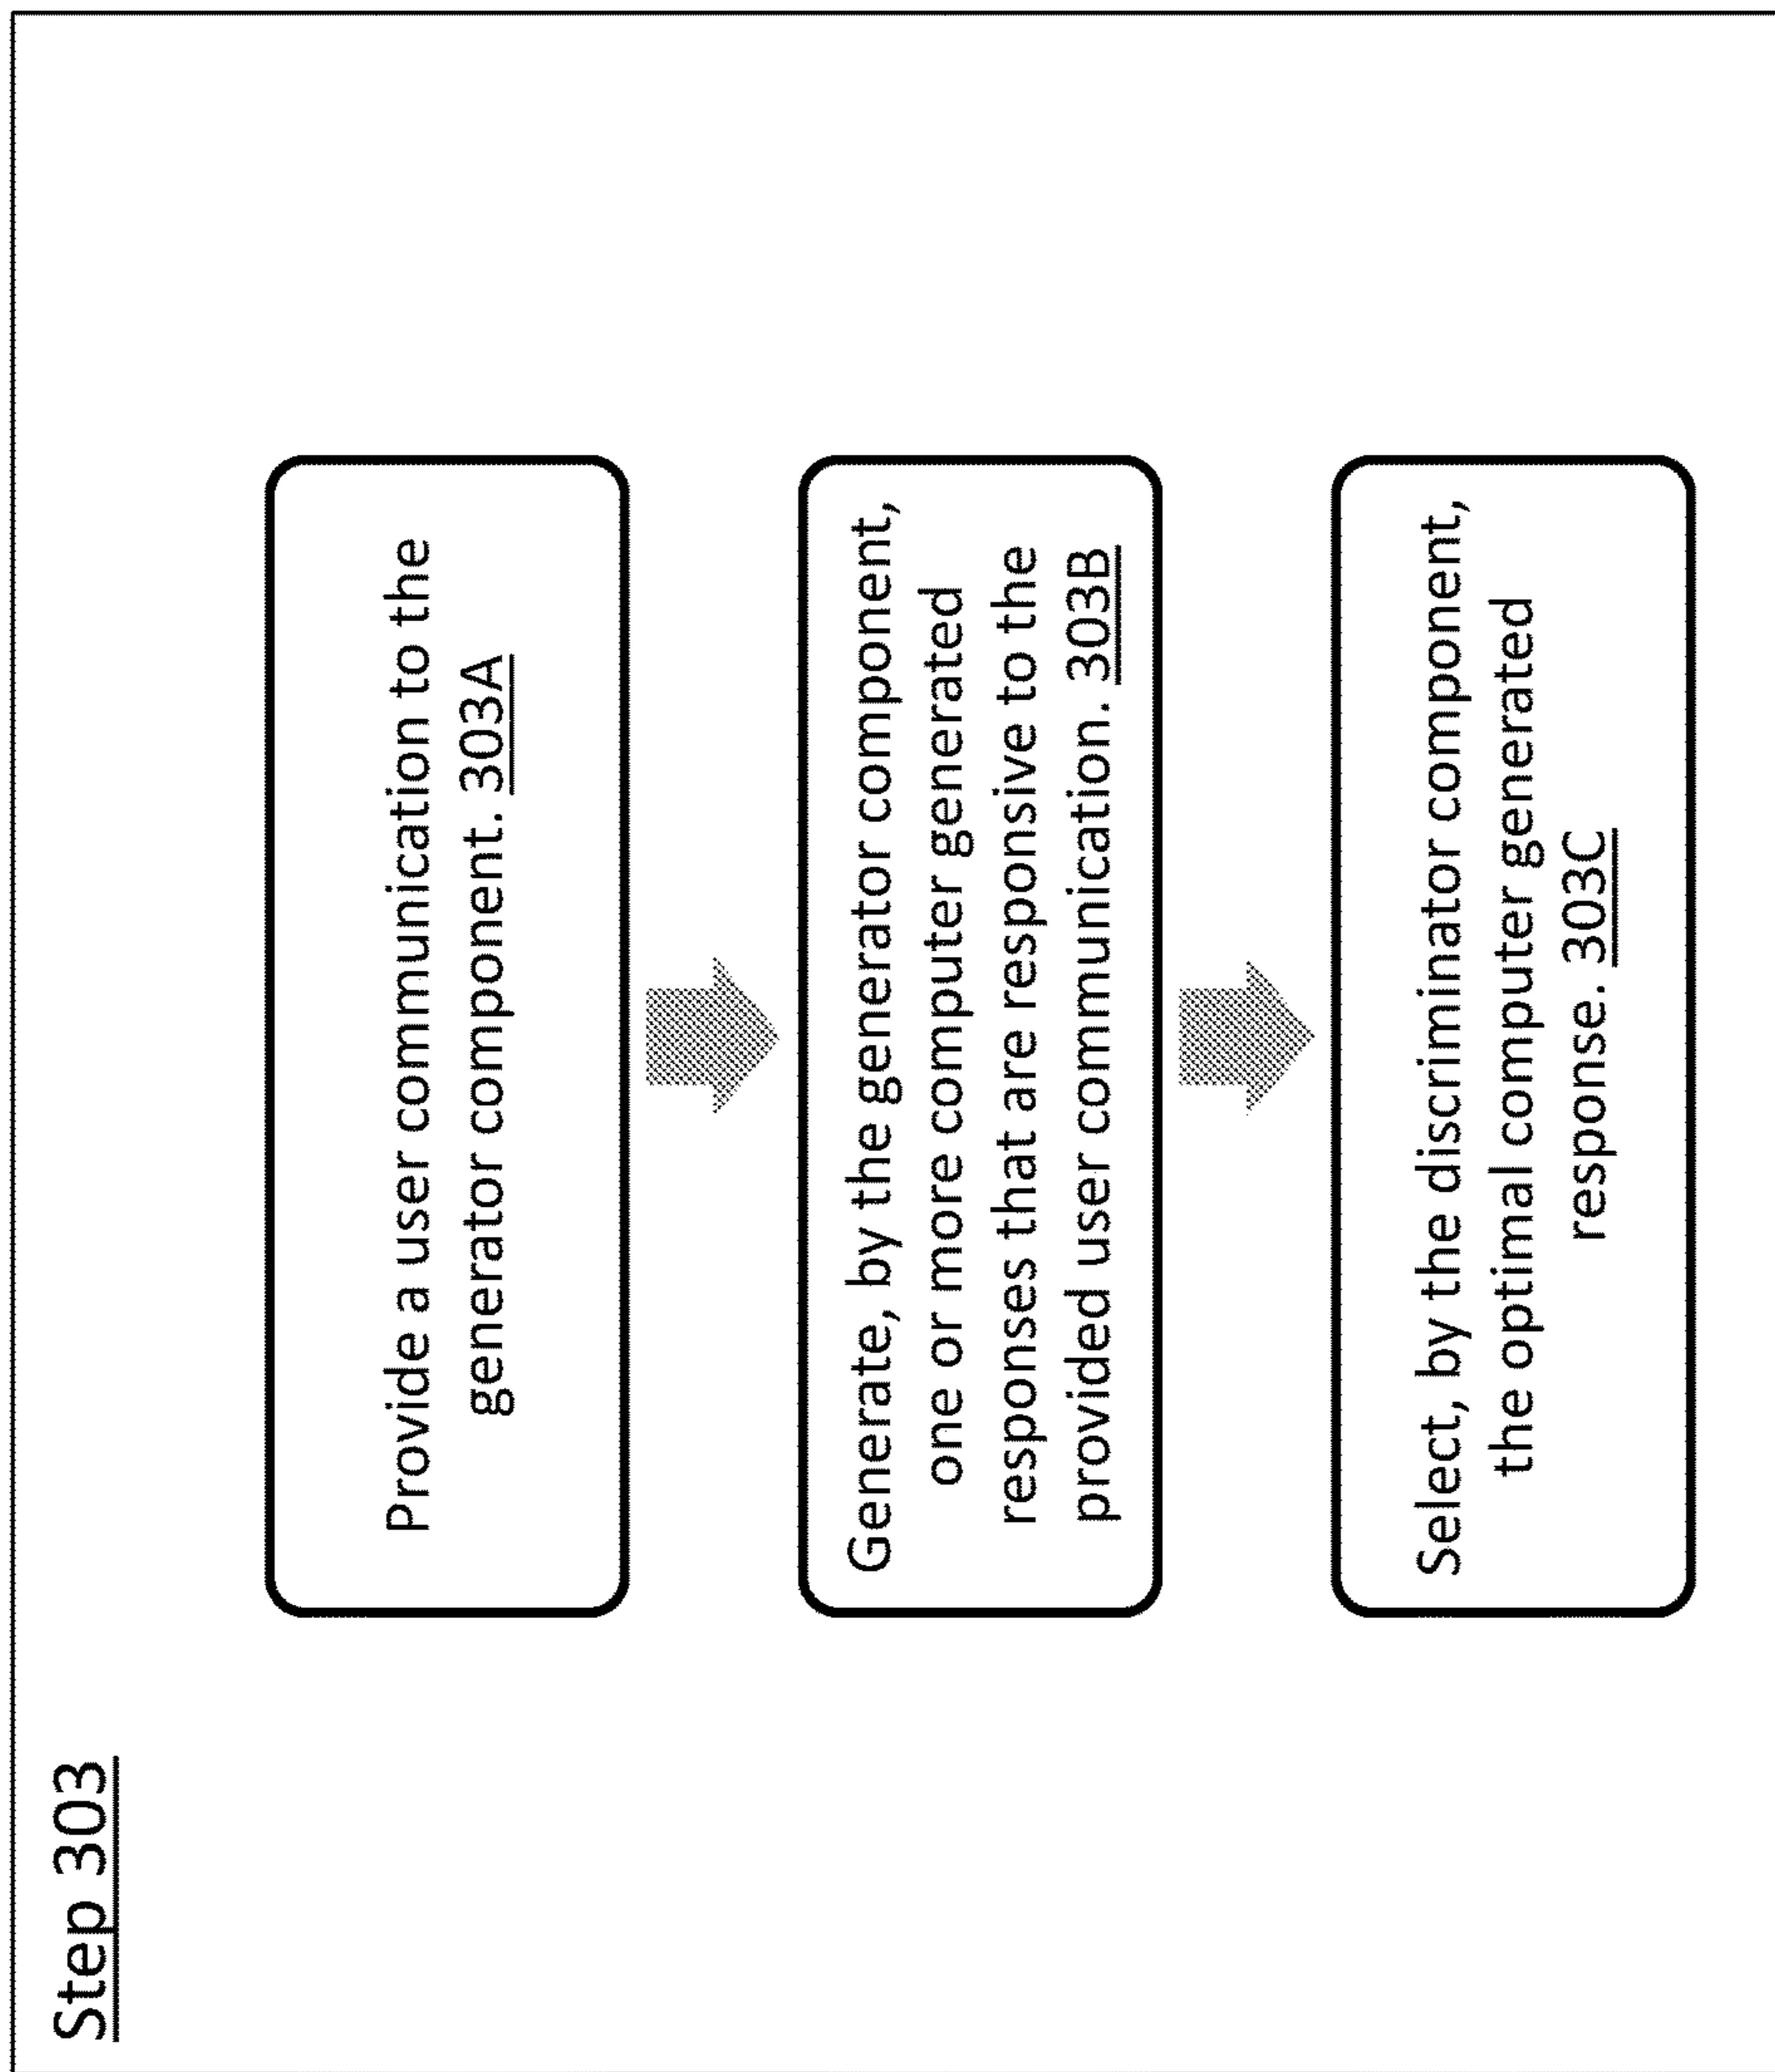 Step 303
Provide a user communication to the
generator component. 303A
Generate, by the generator component,
one or more computer generated
responses that are responsive to the
provided user communication. 303B
Select, by the discriminator component,
the optimal computer generated
response. 303C